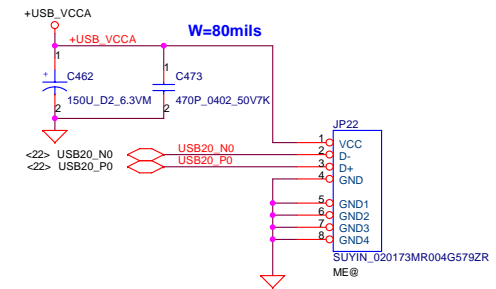 +USB_VCCA
W=80mils
+USB_VCCA
1
1
+
C462
C473
150U_D2_6.3VM
470P_0402_50V7K
2
2
JP22
<22> USB20_N0
USB20_N0
<22> USB20_P0
USB20_P0
1 VCC
2 D-
3 D+
4 GND
5 GND1
6 GND2
7 GND3
8 GND4
SUYIN_020173MR004G579ZR
ME@